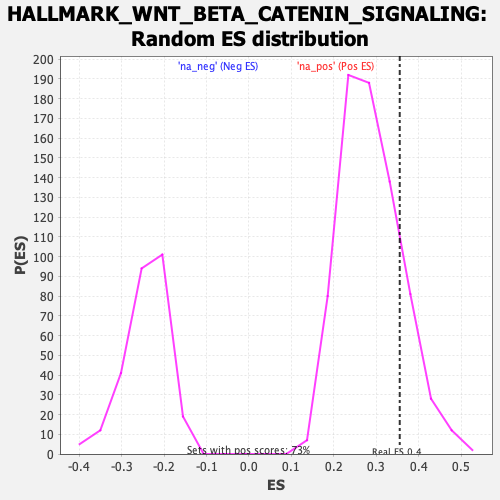 HALLMARK_WNT_BETA_CATENIN_SIGNALING:
Random ES distribution
'na_neg' (Neg ES)
'na_pos' (Pos ES)
P(ES)
200
190
180
170
160
150
140
130
120
110
100
90
80
70
60
50
40
30
20
10
0
Sets with pos scores: 73%
Real ES 0.4
-0.4 -0.3 -0.2 -0.1 0.0 0.1 0.2 0.3 0.4 0.5
ES